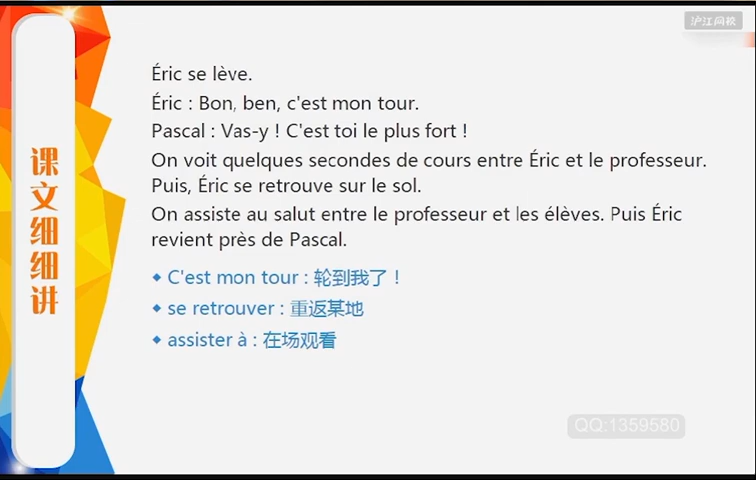 沪江网校
课文细细讲
Éric se lève.
Éric : Bon, ben, c'est mon tour.
Pascal : Vas-y ! C'est toi le plus fort !
On voit quelques secondes de cours entre Éric et le professeur.
Puis, Éric se retrouve sur le sol.
On assiste au salut entre le professeur et les élèves. Puis Éric
revient près de Pascal.
◆ C'est mon tour : 轮到我了！
◆ se retrouver : 重返某地
◆ assister à : 在场观看
QQ:1359580